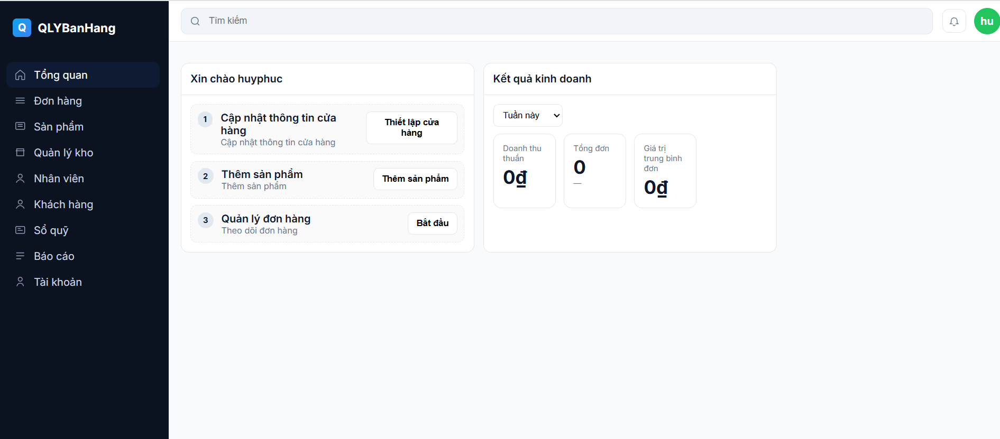 Q QLYBanHang
Tìm kiếm
hu
Tổng quan
Đơn hàng
Sản phẩm
Quản lý kho
Nhân viên
Khách hàng
Sổ quỹ
Báo cáo
Tài khoản
Xin chào huyphuc
1
Cập nhật thông tin cửa
hàng
Cập nhật thông tin cửa hàng
Thiết lập cửa
hàng
2
Thêm sản phẩm
Thêm sản phẩm
Thêm sản phẩm
3
Quản lý đơn hàng
Theo dõi đơn hàng
Bắt đầu
Kết quả kinh doanh
Tuần này
Doanh thu
thuần
0₫
Tổng đơn
0
—
Giá trị
trung bình
đơn
0₫